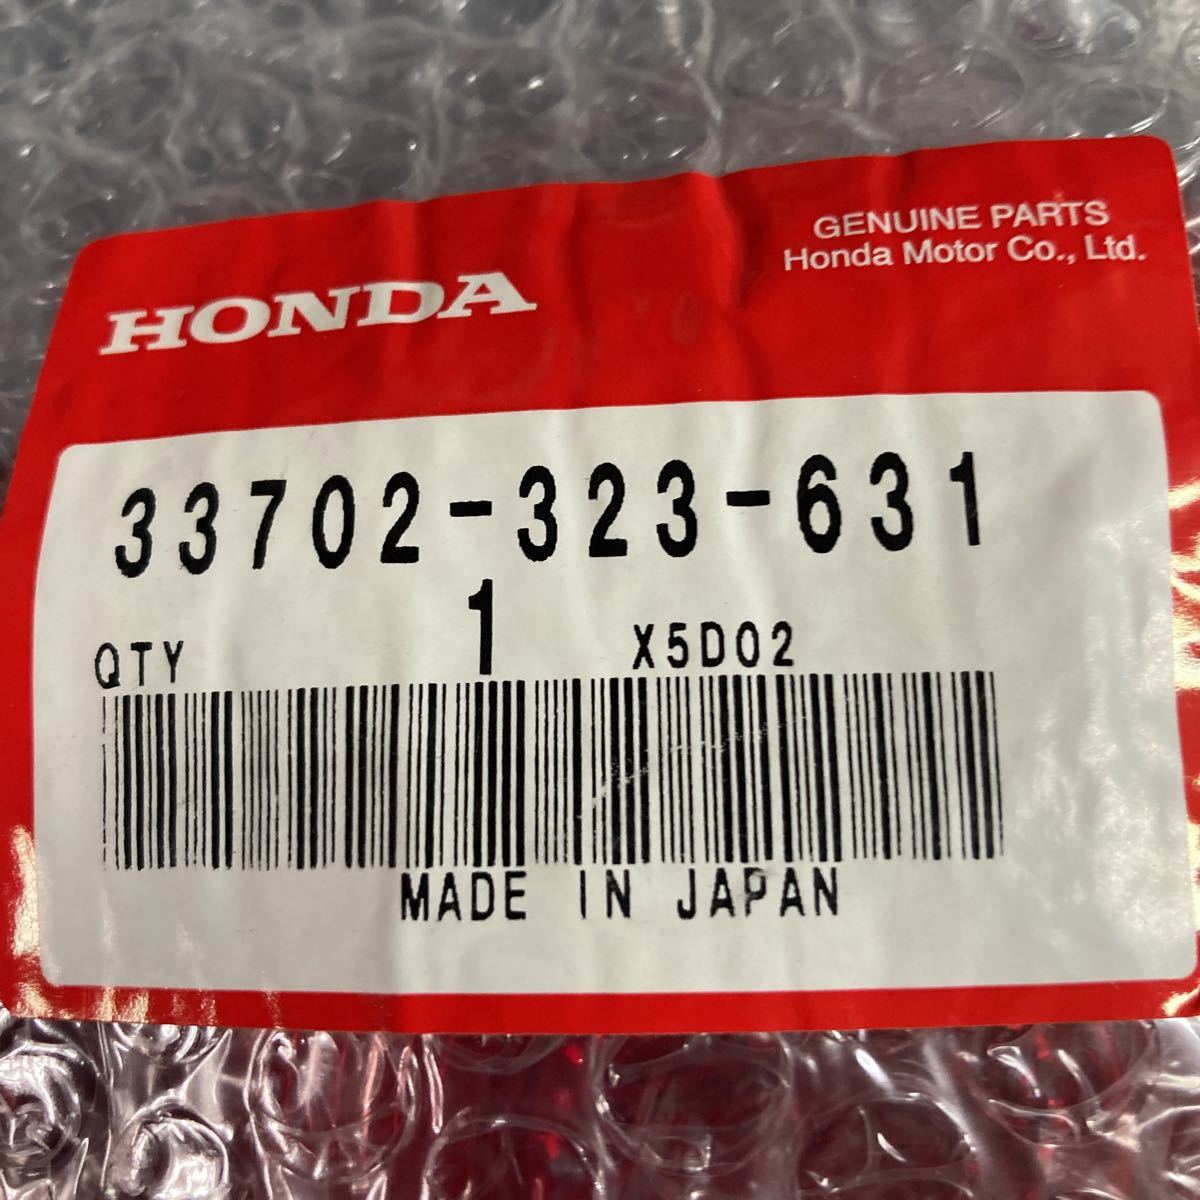 GENUINE PARTS
Honda Motor Co., Ltd.
HONDA
33702-323-631
QTY 1 X5D02
MADE IN JAPAN